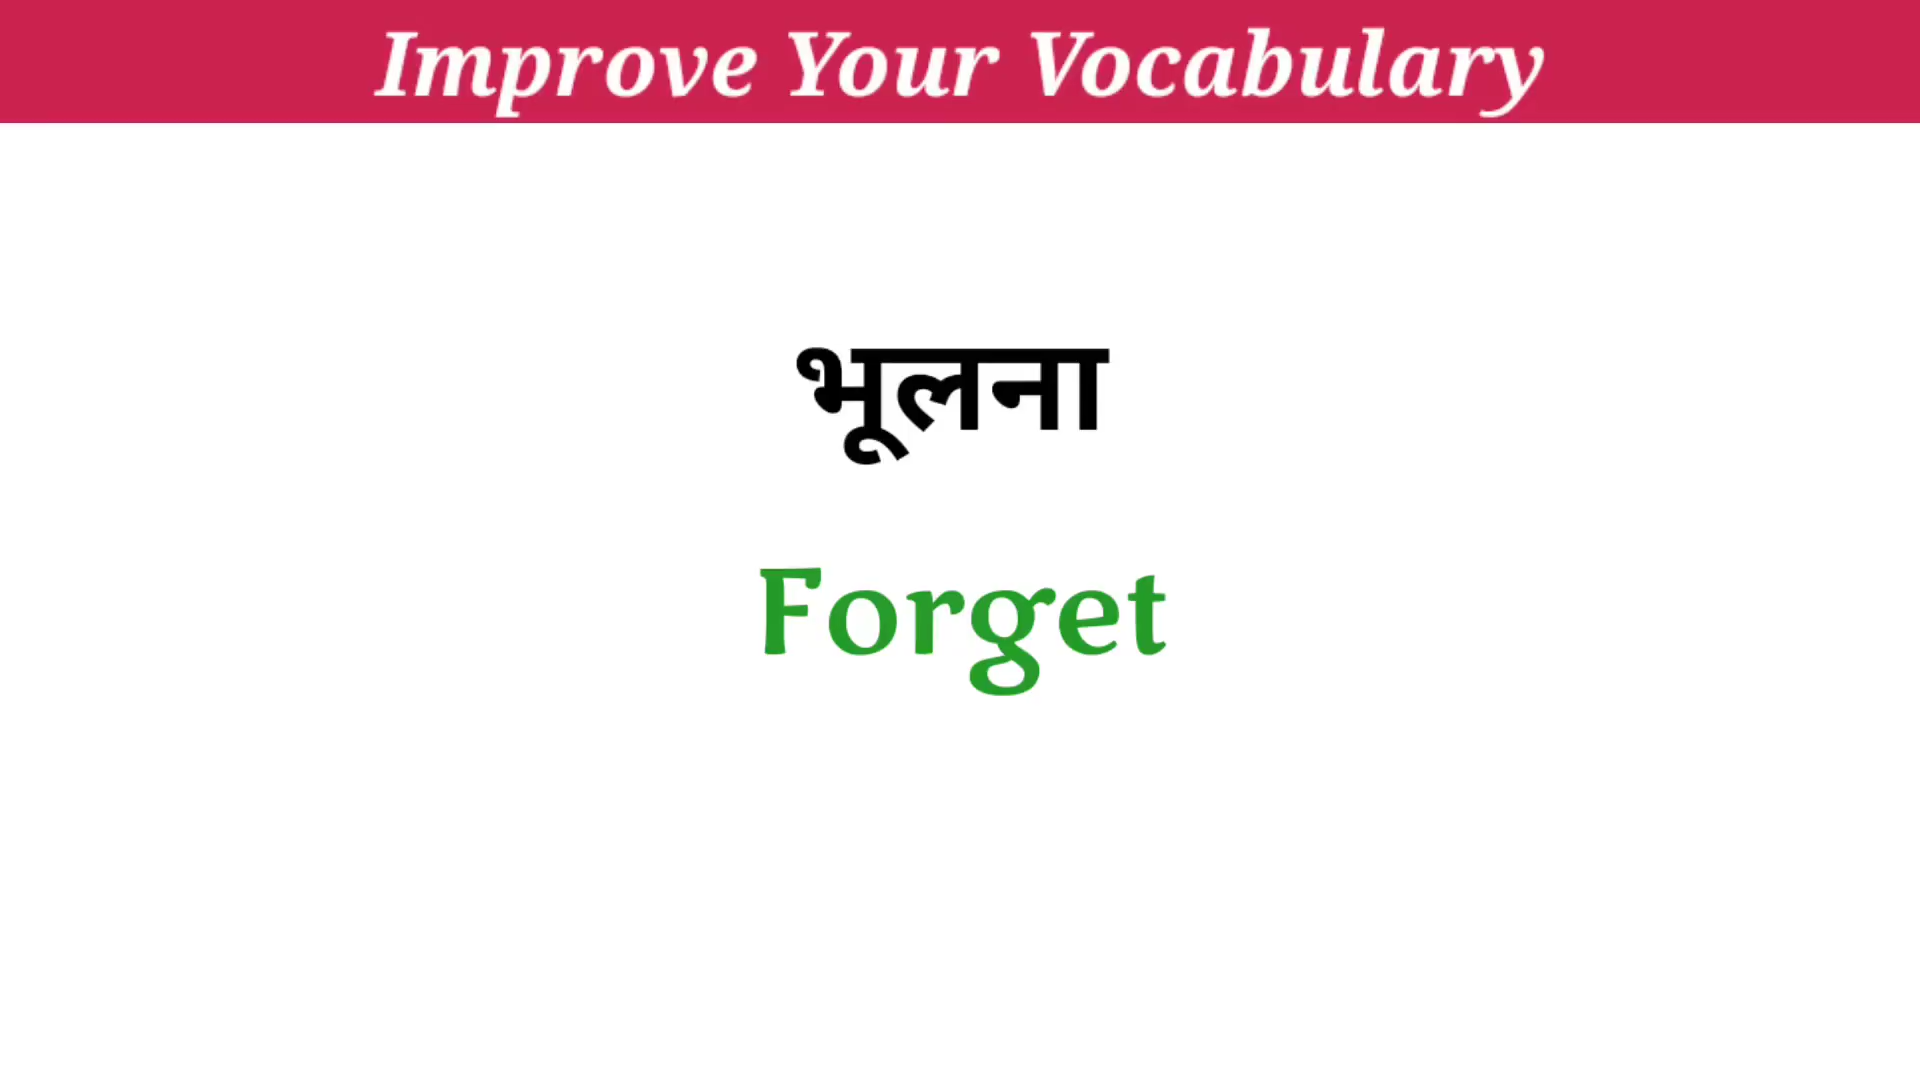 Improve Your Vocabulary
भूलना
Forget